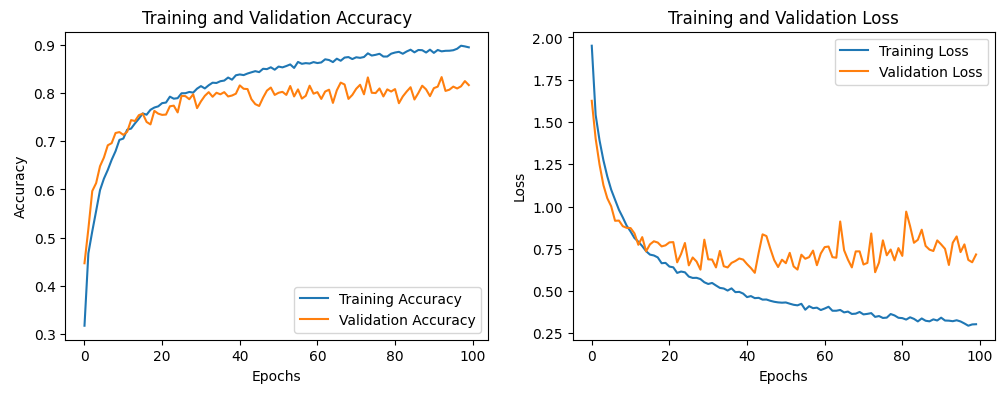 Training and Validation Accuracy
0.9
0.8
0.7
0.6
0.5
0.4
0.3
Accuracy
Training Accuracy
Validation Accuracy
0
20
40
60
80
100
Epochs
Training and Validation Loss
2.00
1.75
1.50
1.25
1.00
0.75
0.50
0.25
Loss
Training Loss
Validation Loss
0
20
40
60
80
100
Epochs